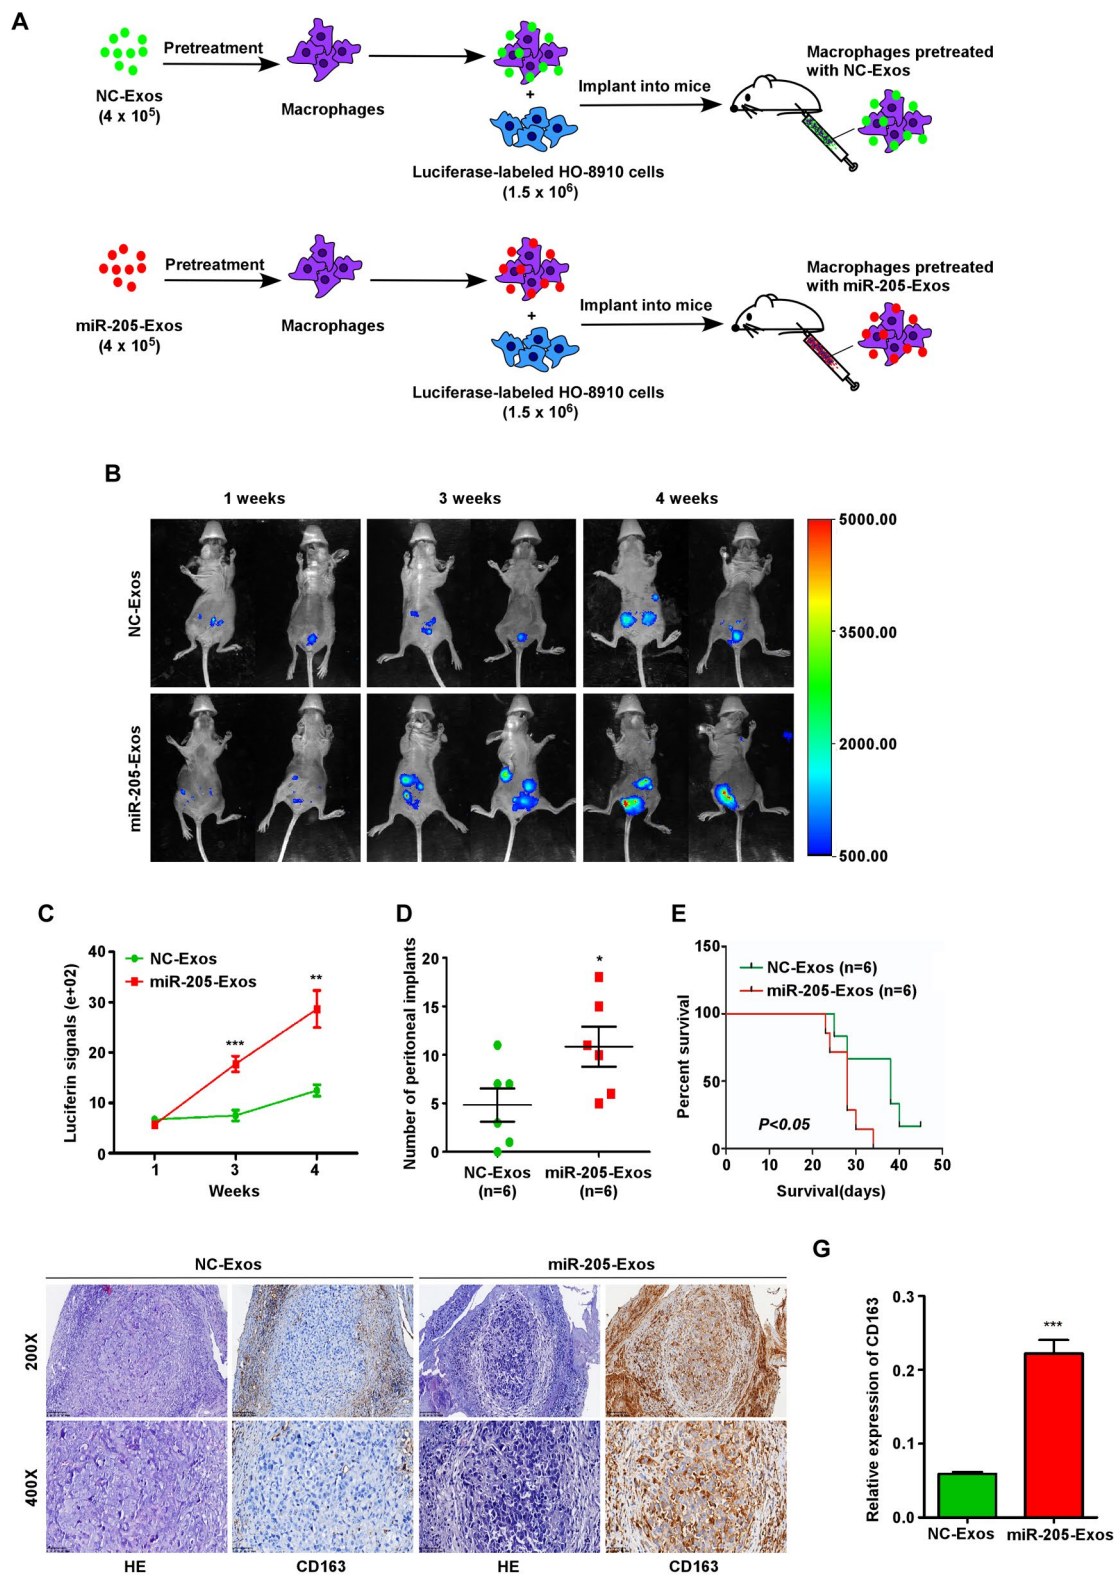 A
Pretreatment
NC-Exos
(4 x 10⁵)
Macrophages
+
Luciferase-labeled HO-8910 cells
(1.5 x 10⁶)
Implant into mice
Macrophages pretreated
with NC-Exos
Pretreatment
miR-205-Exos
(4 x 10⁵)
Macrophages
+
Luciferase-labeled HO-8910 cells
(1.5 x 10⁶)
Implant into mice
Macrophages pretreated
with miR-205-Exos
B
1 weeks
3 weeks
4 weeks
NC-Exos
miR-205-Exos
5000.00
3500.00
2000.00
500.00
C
NC-Exos
miR-205-Exos
Luciferin signals (e+02)
40
30
20
10
0
***
**
1
3
4
Weeks
D
Number of peritoneal implants
20
15
10
5
0
*
NC-Exos
(n=6)
miR-205-Exos
(n=6)
E
Percent survival
150
100
50
0
NC-Exos (n=6)
miR-205-Exos (n=6)
P<0.05
0
10
20
30
40
50
Survival(days)
NC-Exos
miR-205-Exos
200X
400X
HE
CD163
HE
CD163
G
Relative expression of CD163
0.3
0.2
0.1
0.0
***
NC-Exos
miR-205-Exos